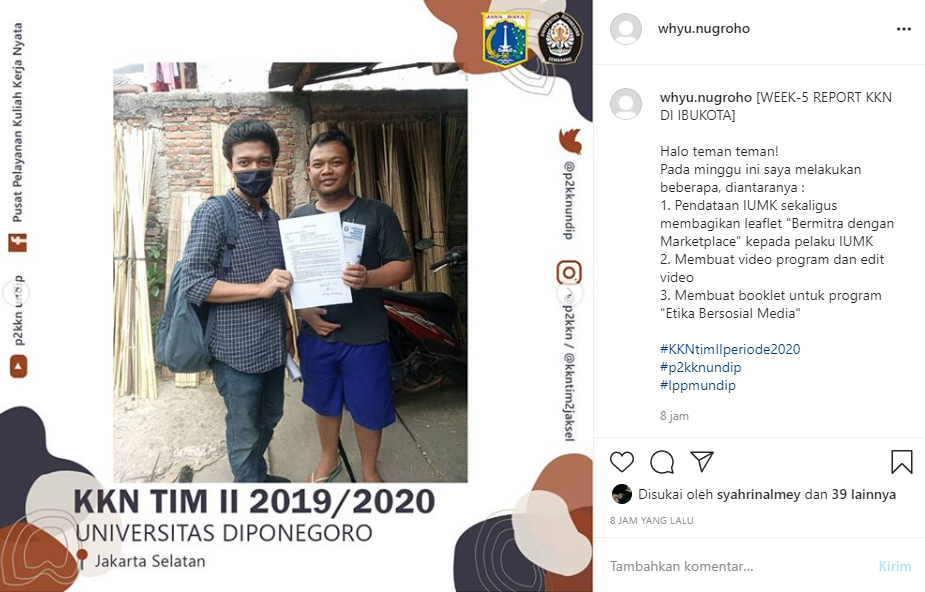 Pusat Pelayanan Kuliah Kerja Nyata
p2kkn undip
JAYA RAYA
UNIVERSITAS DIPONEGORO
SEMARANG
@p2kknundip
@p2kkn / @kkntim2jaksel
KKN TIM II 2019/2020
UNIVERSITAS DIPONEGORO
Jakarta Selatan
whyu.nugroho
whyu.nugroho [WEEK-5 REPORT KKN
DI IBUKOTA]
Halo teman teman!
Pada minggu ini saya melakukan
beberapa, diantaranya :
1. Pendataan IUMK sekaligus
membagikan leaflet "Bermitra dengan
Marketplace" kepada pelaku IUMK
2. Membuat video program dan edit
video
3. Membuat booklet untuk program
"Etika Bersosial Media"
#KKNtimIIperiode2020
#p2kknundip
#lppmundip
8 jam
Disukai oleh syahrinalmey dan 39 lainnya
8 JAM YANG LALU
Tambahkan komentar...
Kirim